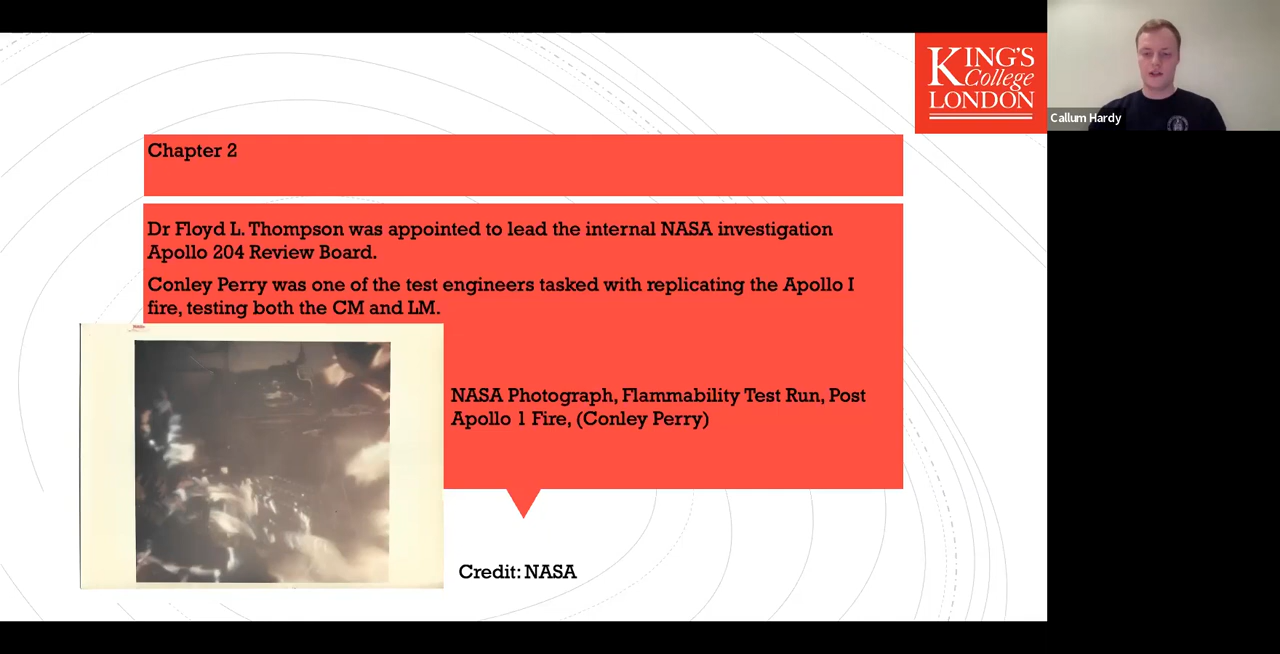 KING'S
College
LONDON
Callum Hardy
Chapter 2
Dr Floyd L. Thompson was appointed to lead the internal NASA investigation
Apollo 204 Review Board.
Conley Perry was one of the test engineers tasked with replicating the Apollo I
fire, testing both the CM and LM.
NASA Photograph, Flammability Test Run, Post
Apollo 1 Fire, (Conley Perry)
Credit: NASA